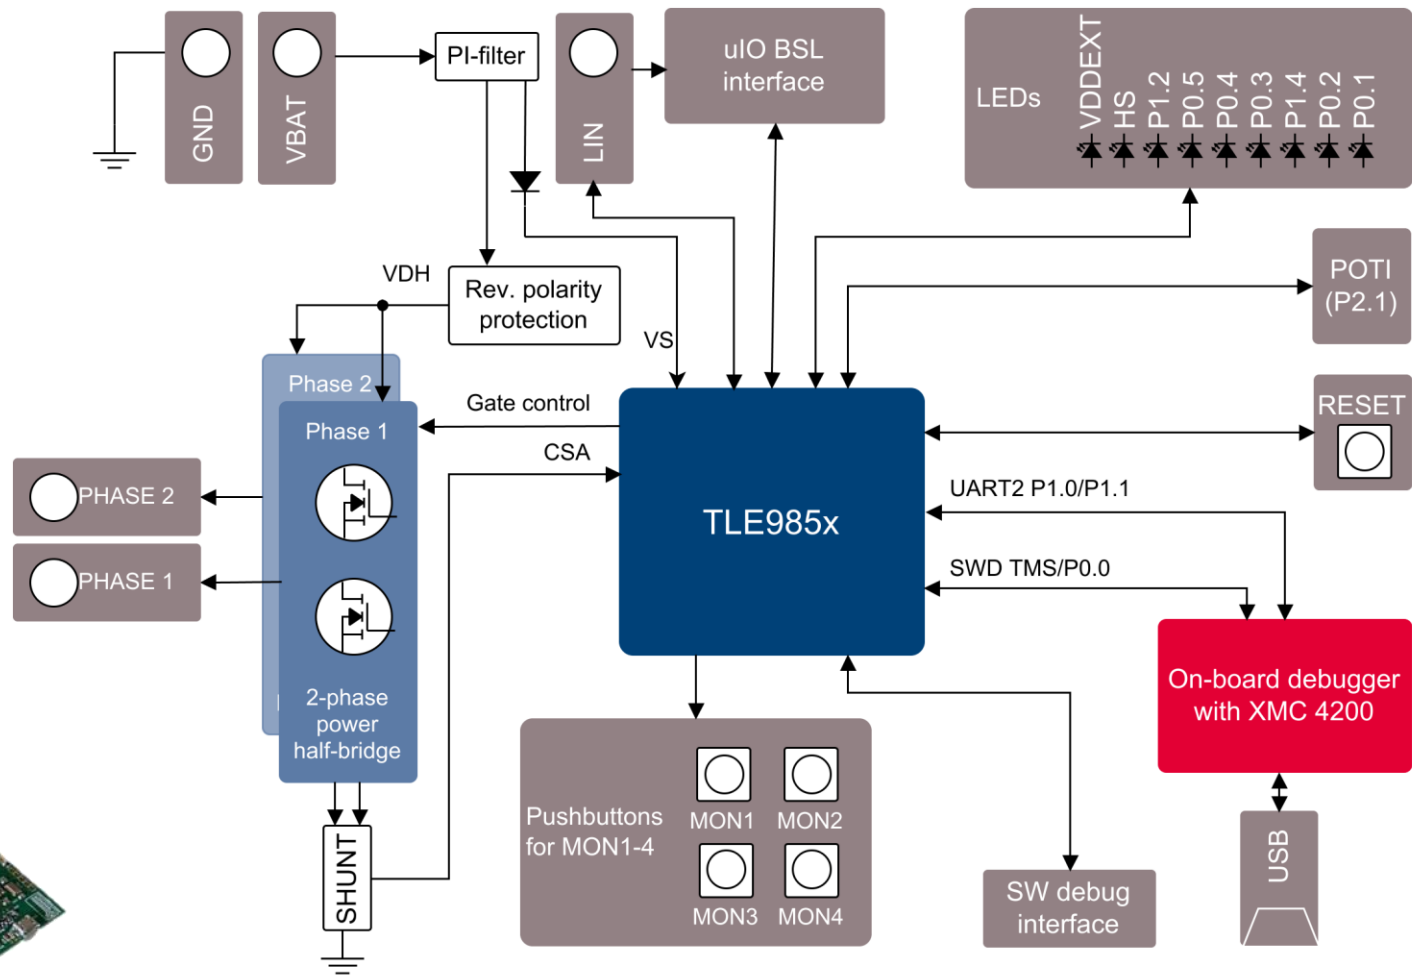 GND
VBAT
PI-filter
LIN
uIO BSL
interface
LEDs
VDDEXT
HS
P1.2
P0.5
P0.4
P0.3
P1.4
P0.2
P0.1
VDH
Rev. polarity
protection
VS
POTI
(P2.1)
Phase 2
Phase 1
Gate control
CSA
RESET
PHASE 2
PHASE 1
TLE985x
UART2 P1.0/P1.1
SWD TMS/P0.0
2-phase
power
half-bridge
On-board debugger
with XMC 4200
Pushbuttons
for MON1-4
MON1
MON2
MON3
MON4
SHUNT
SW debug
interface
USB